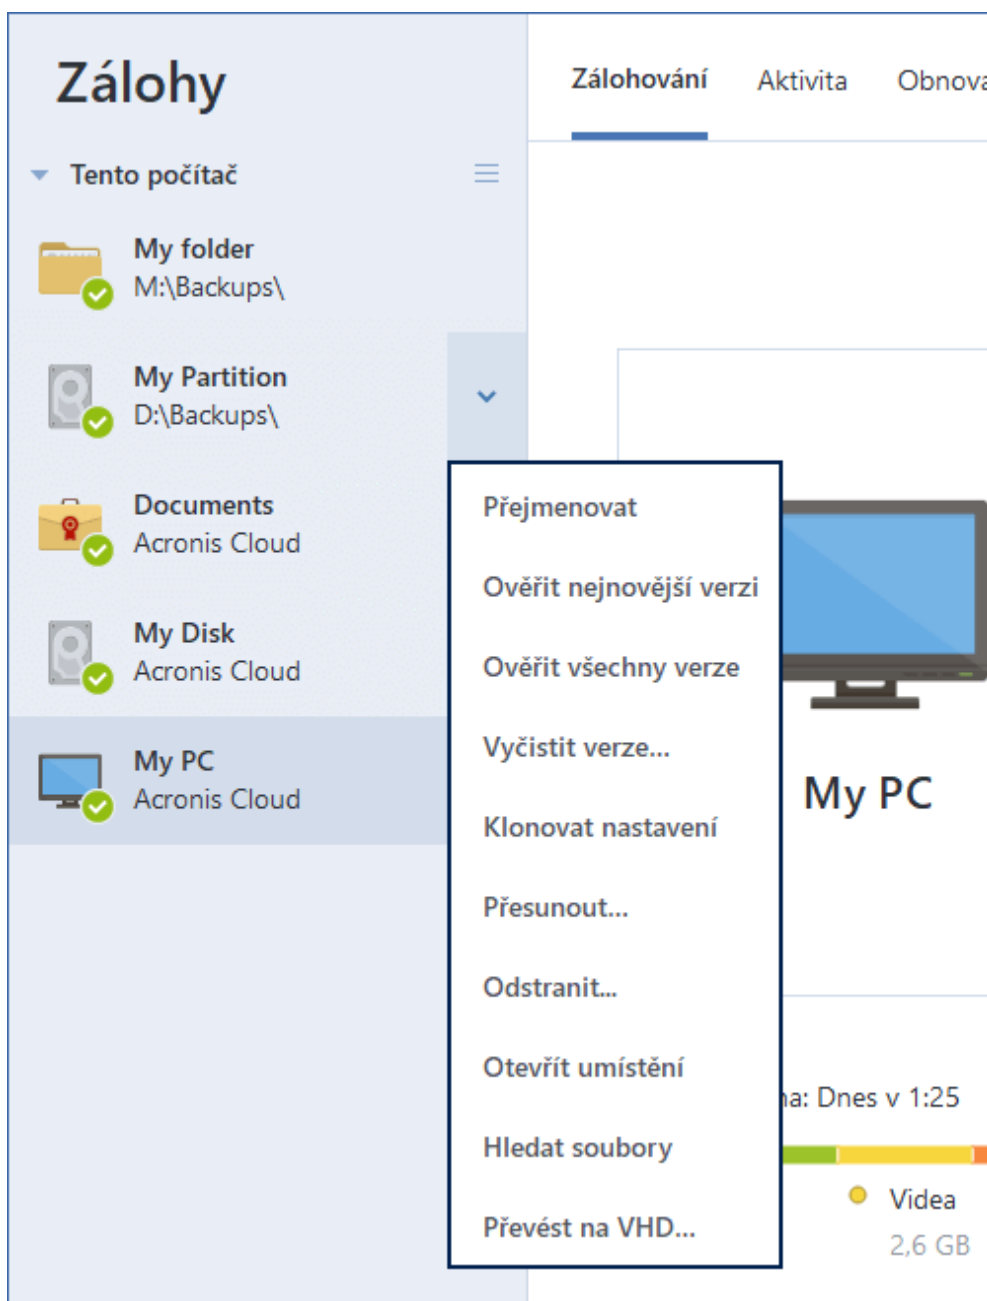 Zálohy
Tento počítač
My folder
M:\Backups\
My Partition
D:\Backups\
Documents
Acronis Cloud
My Disk
Acronis Cloud
My PC
Acronis Cloud
Zálohování Aktivita Obnova
Přejmenovat
Ověřit nejnovější verzi
Ověřit všechny verze
Vyčistit verze...
Klonovat nastavení
Přesunout...
Odstranit...
Otevřít umístění
Hledat soubory
Převést na VHD...
My PC
na: Dnes v 1:25
Videa
2,6 GB